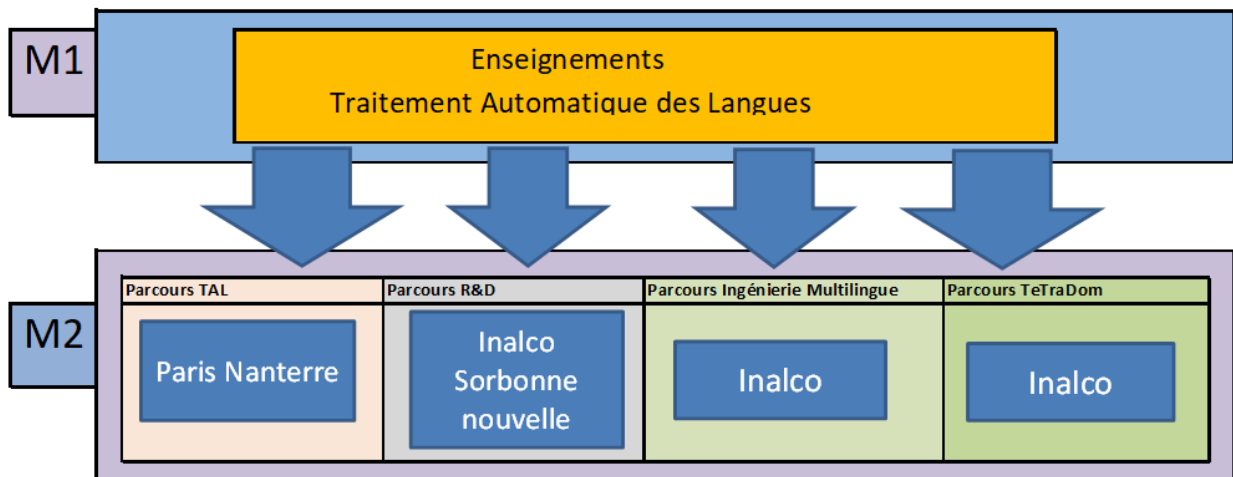 M1
Enseignements
Traitement Automatique des Langues
M2
Parcours TAL
Parcours R&D
Parcours Ingénierie Multilingue
Parcours TeTraDom
Paris Nanterre
Inalco
Sorbonne
nouvelle
Inalco
Inalco